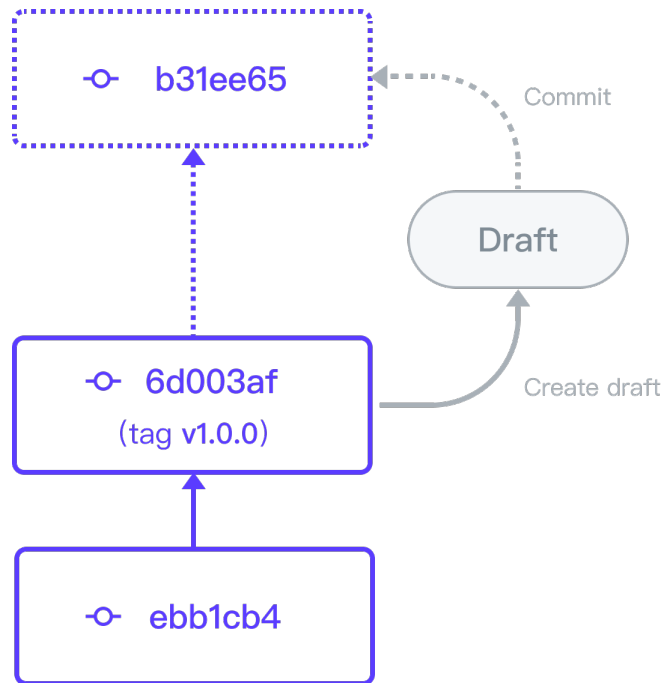 b31ee65
Commit
Draft
6d003af
(tag v1.0.0)
Create draft
ebb1cb4